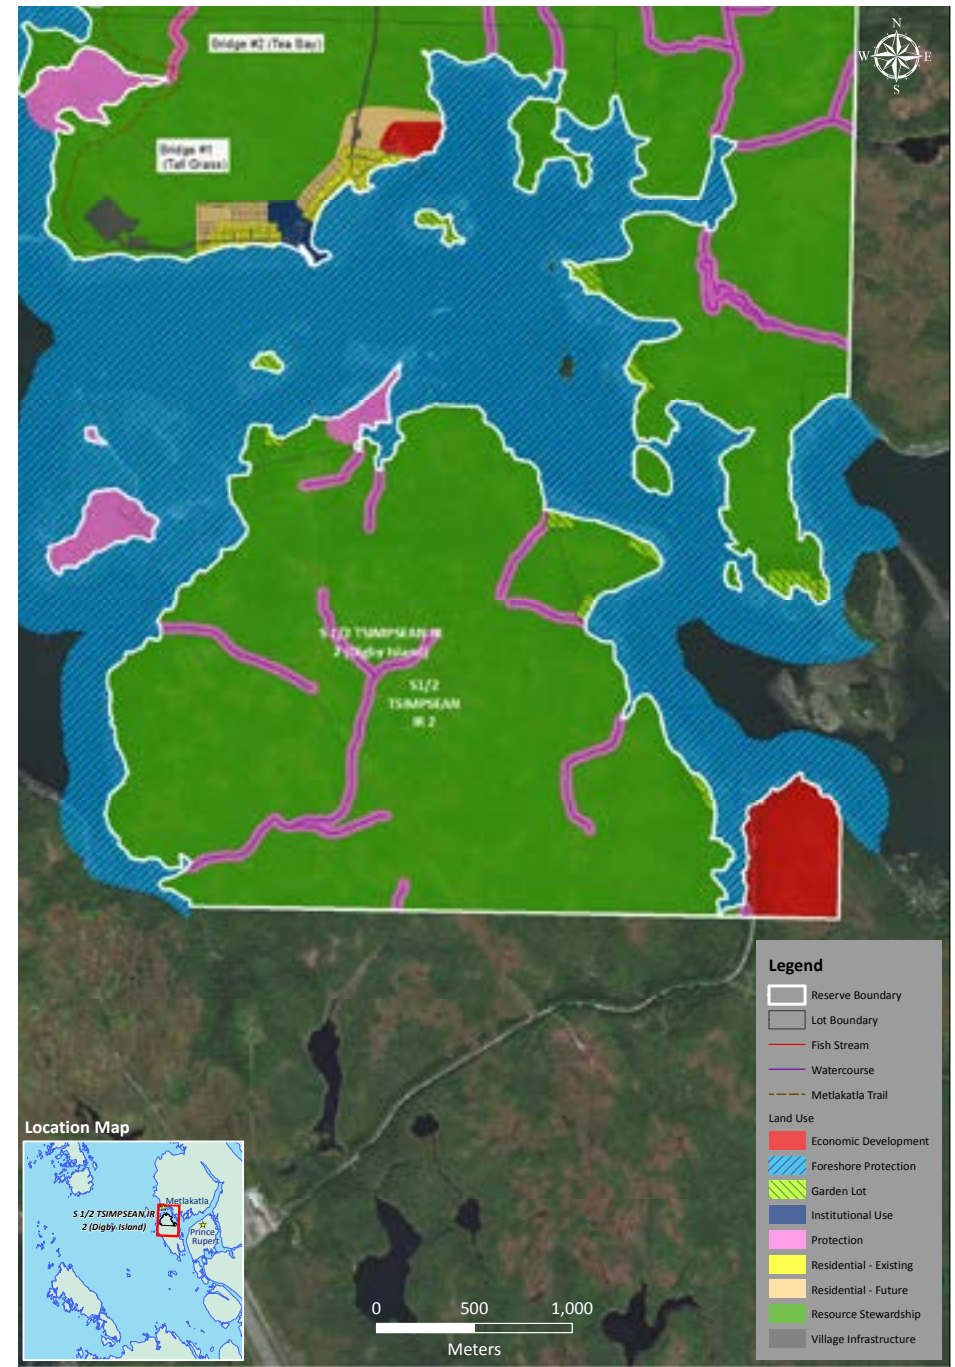 N
W E
S
Bridge #2 (Tea Bay)
Bridge #1
(Tall Grass)
S 1/2 TSIMPSEAN IR
2 (Digby Island)
S1/2
TSIMPSEAN
IR 2
Legend
Reserve Boundary
Lot Boundary
Fish Stream
Watercourse
Metlakatla Trail
Land Use
Economic Development
Foreshore Protection
Garden Lot
Institutional Use
Protection
Residential - Existing
Residential - Future
Resource Stewardship
Village Infrastructure
Location Map
Metlakatla
S 1/2 TSIMPSEAN IR
2 (Digby Island)
Prince
Rupert
0 500 1,000
Meters